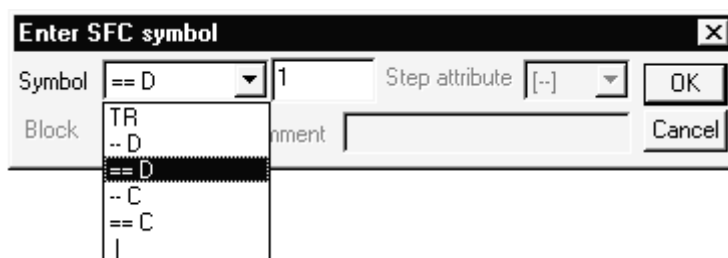 Enter SFC symbol
Symbol == D 1 Step attribute [--] OK
Block mment Cancel
TR
-- D
== D
-- C
== C
|